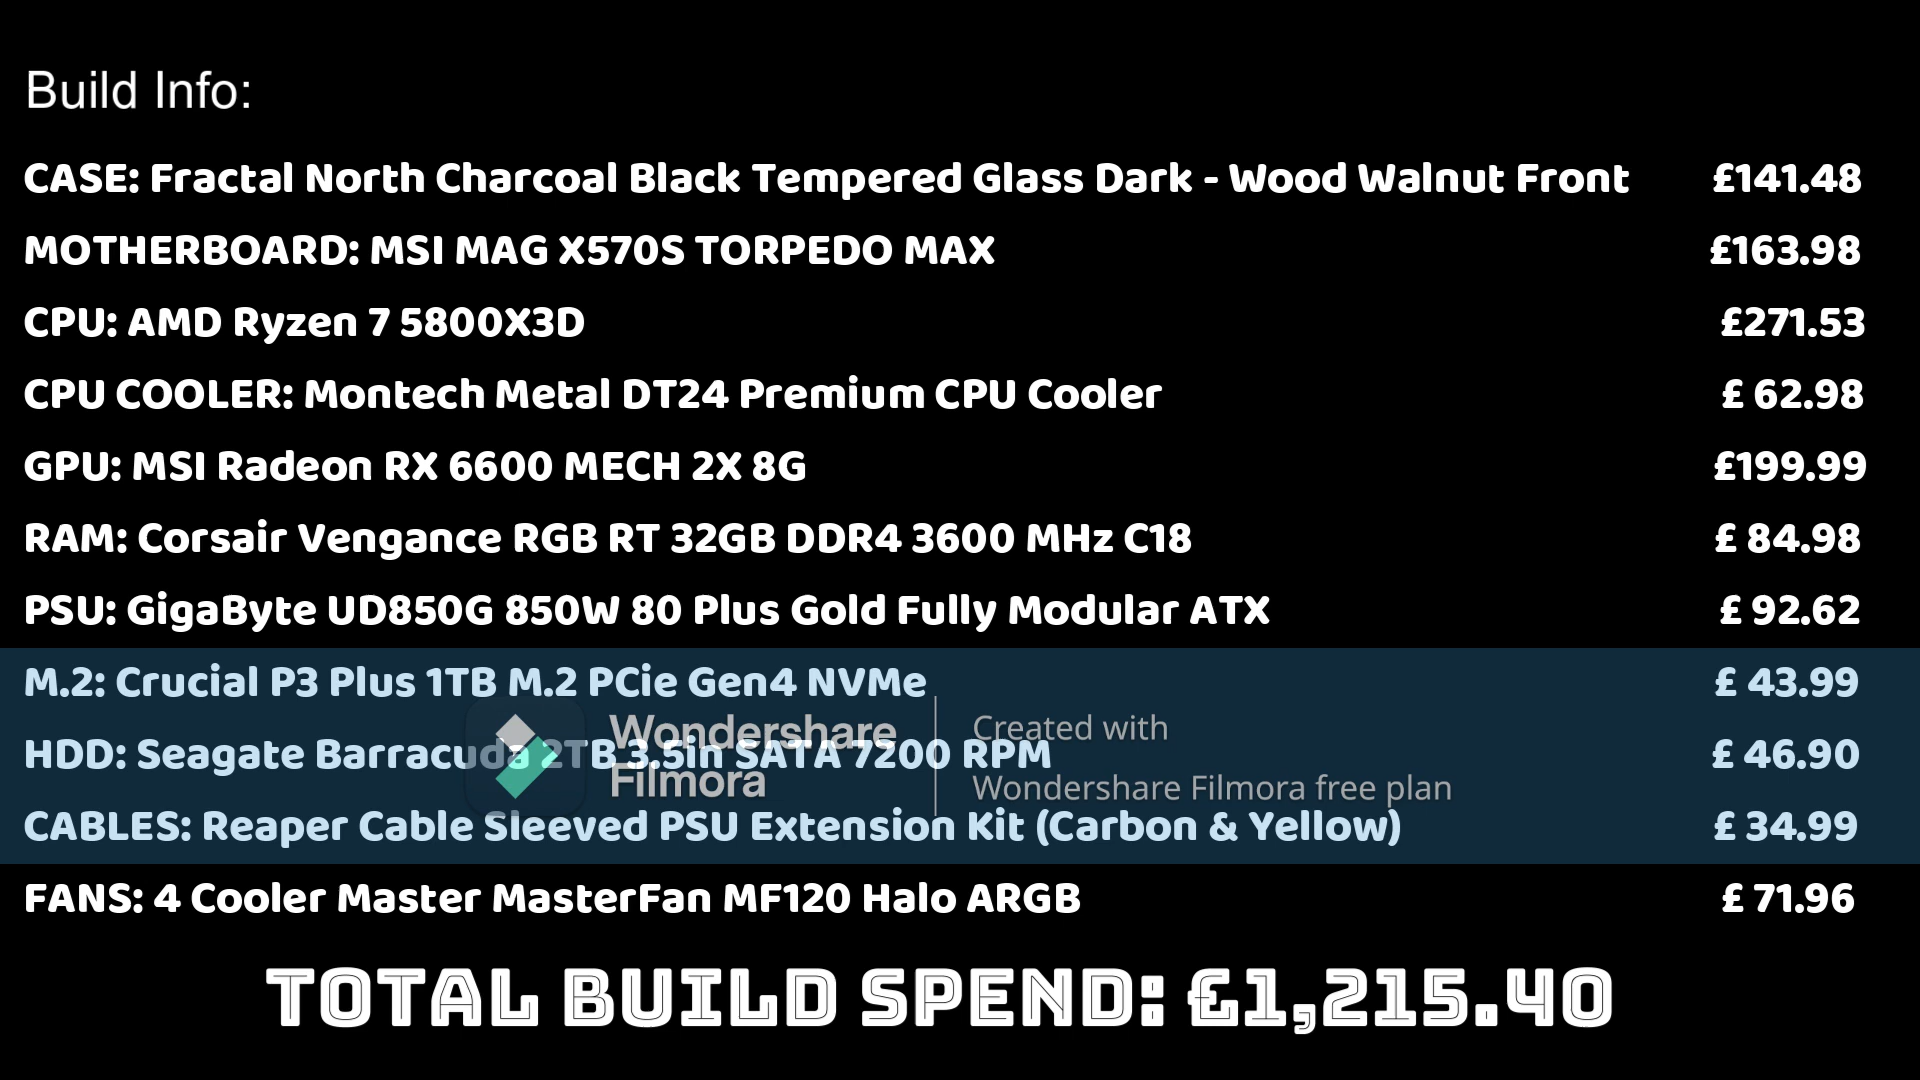 Build Info:
CASE: Fractal North Charcoal Black Tempered Glass Dark - Wood Walnut Front £141.48
MOTHERBOARD: MSI MAG X570S TORPEDO MAX £163.98
CPU: AMD Ryzen 7 5800X3D £271.53
CPU COOLER: Montech Metal DT24 Premium CPU Cooler £ 62.98
GPU: MSI Radeon RX 6600 MECH 2X 8G £199.99
RAM: Corsair Vengance RGB RT 32GB DDR4 3600 MHz C18 £ 84.98
PSU: GigaByte UD850G 850W 80 Plus Gold Fully Modular ATX £ 92.62
M.2: Crucial P3 Plus 1TB M.2 PCie Gen4 NVMe £ 43.99
HDD: Seagate Barracuda 2TB 3.5in SATA 7200 RPM £ 46.90
CABLES: Reaper Cable Sleeved PSU Extension Kit (Carbon & Yellow) £ 34.99
FANS: 4 Cooler Master MasterFan MF120 Halo ARGB £ 71.96
TOTAL BUILD SPEND: £1,215.40
Wondershare
Filmora
Created with
Wondershare Filmora free plan